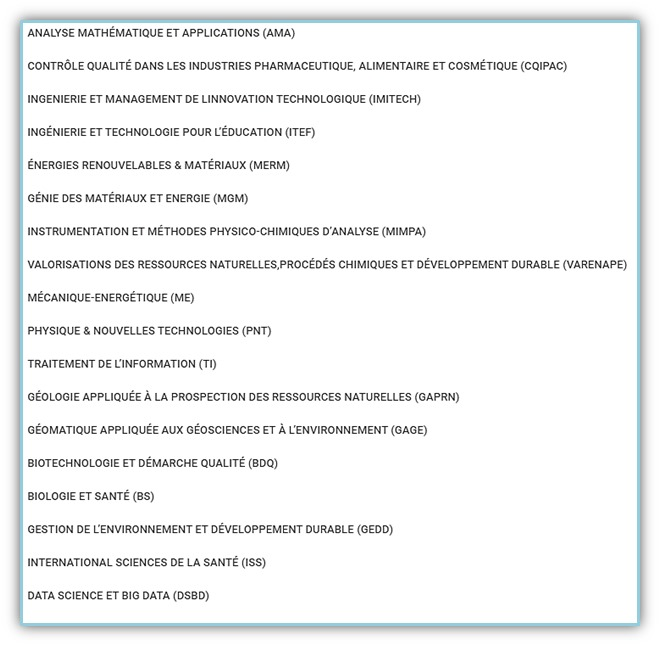 ANALYSE MATHÉMATIQUE ET APPLICATIONS (AMA)
CONTRÔLE QUALITÉ DANS LES INDUSTRIES PHARMACEUTIQUE, ALIMENTAIRE ET COSMÉTIQUE (CQIPAC)
INGENIERIE ET MANAGEMENT DE LINNOVATION TECHNOLOGIQUE (IMITECH)
INGÉNIERIE ET TECHNOLOGIE POUR L’ÉDUCATION (ITEF)
ÉNERGIES RENOUVELABLES & MATÉRIAUX (MERM)
GÉNIE DES MATÉRIAUX ET ENERGIE (MGM)
INSTRUMENTATION ET MÉTHODES PHYSICO-CHIMIQUES D’ANALYSE (MIMPA)
VALORISATIONS DES RESSOURCES NATURELLES,PROCÉDÉS CHIMIQUES ET DÉVELOPPEMENT DURABLE (VARENAPE)
MÉCANIQUE-ENERGÉTIQUE (ME)
PHYSIQUE & NOUVELLES TECHNOLOGIES (PNT)
TRAITEMENT DE L’INFORMATION (TI)
GÉOLOGIE APPLIQUÉE À LA PROSPECTION DES RESSOURCES NATURELLES (GAPRN)
GÉOMATIQUE APPLIQUÉE AUX GÉOSCIENCES ET À L’ENVIRONNEMENT (GAGE)
BIOTECHNOLOGIE ET DÉMARCHE QUALITÉ (BDQ)
BIOLOGIE ET SANTÉ (BS)
GESTION DE L’ENVIRONNEMENT ET DÉVELOPPEMENT DURABLE (GEDD)
INTERNATIONAL SCIENCES DE LA SANTÉ (ISS)
DATA SCIENCE ET BIG DATA (DSBD)